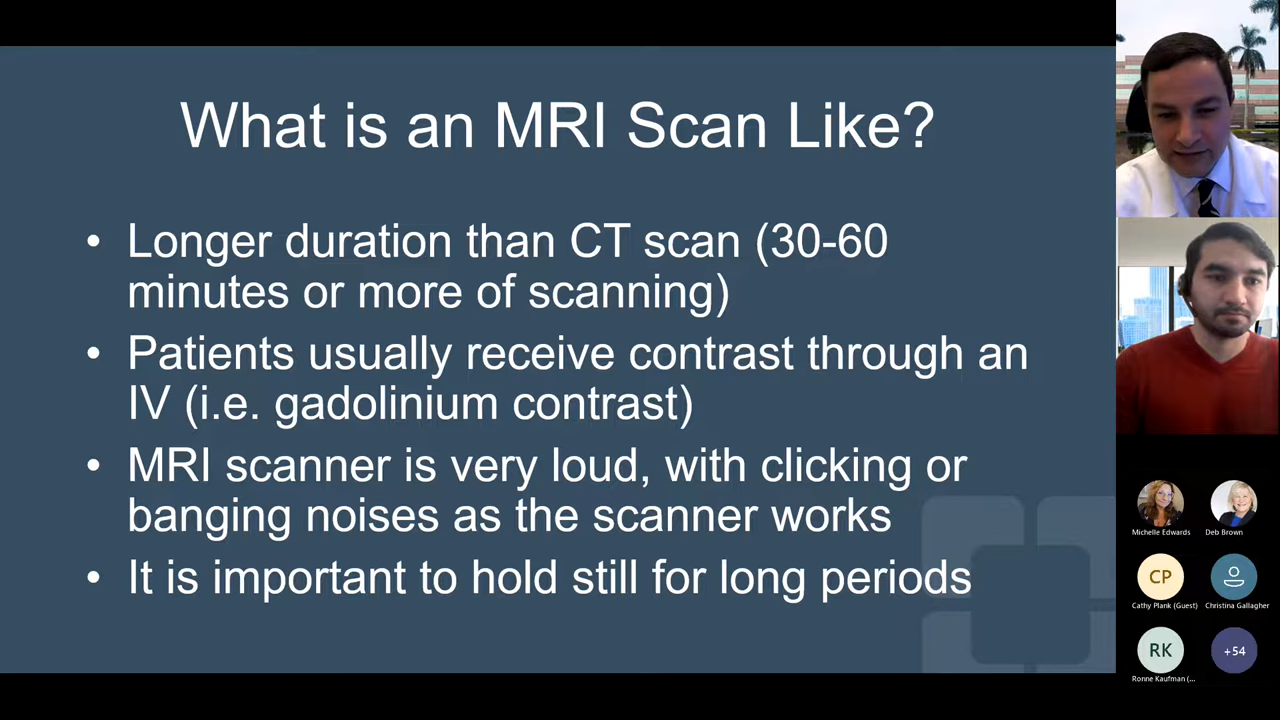 What is an MRI Scan Like?
• Longer duration than CT scan (30-60
minutes or more of scanning)
• Patients usually receive contrast through an
IV (i.e. gadolinium contrast)
• MRI scanner is very loud, with clicking or
banging noises as the scanner works
• It is important to hold still for long periods
Michelle Edwards
Deb Brown
CP
Cathy Plank (Guest)
Christina Gallagher
RK
Ronne Kaufman (...
+54